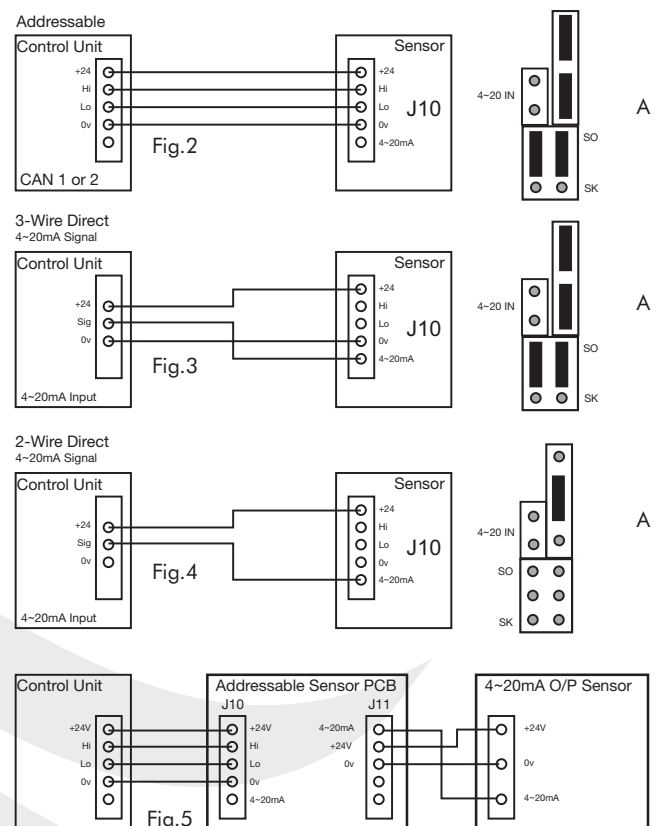 Addressable
Control Unit
Sensor
+24
Hi
Lo
0v
+24
Hi
Lo
0v
4~20mA
J10
Fig.2
CAN 1 or 2
4~20 IN
SO
SK
A
3-Wire Direct
4~20mA Signal
Control Unit
Sensor
+24
Sig
0v
+24
Hi
Lo
0v
4~20mA
J10
Fig.3
4~20mA Input
4~20 IN
SO
SK
A
2-Wire Direct
4~20mA Signal
Control Unit
Sensor
+24
Sig
0v
+24
Hi
Lo
0v
4~20mA
J10
Fig.4
4~20mA Input
4~20 IN
SO
SK
A
Control Unit
Addressable Sensor PCB
4~20mA O/P Sensor
J10
J11
+24V
Hi
Lo
0v
+24V
Hi
Lo
0v
4~20mA
4~20mA
+24V
0v
+24V
0v
4~20mA
Fig.5